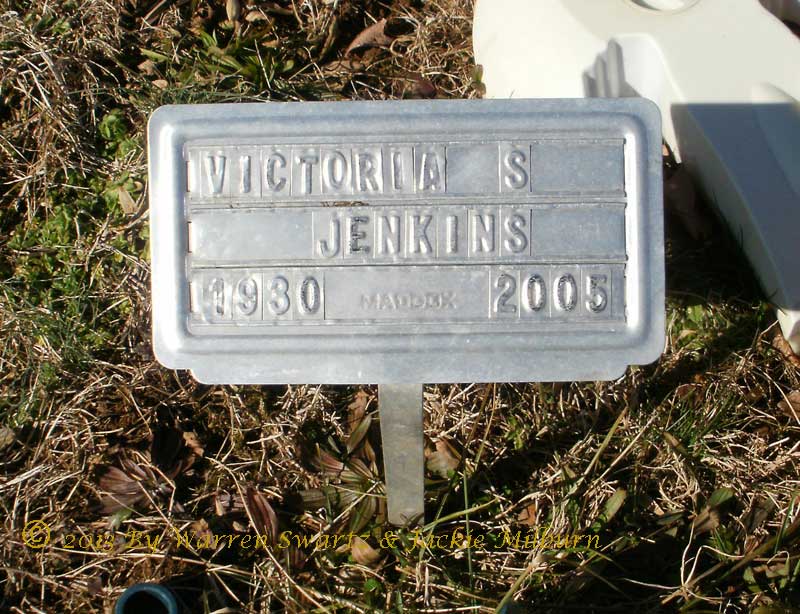 VICTORIA S
JENKINS
1930 MADDOX 2005
© 2013 By Warren Swartz & Jackie Milburn